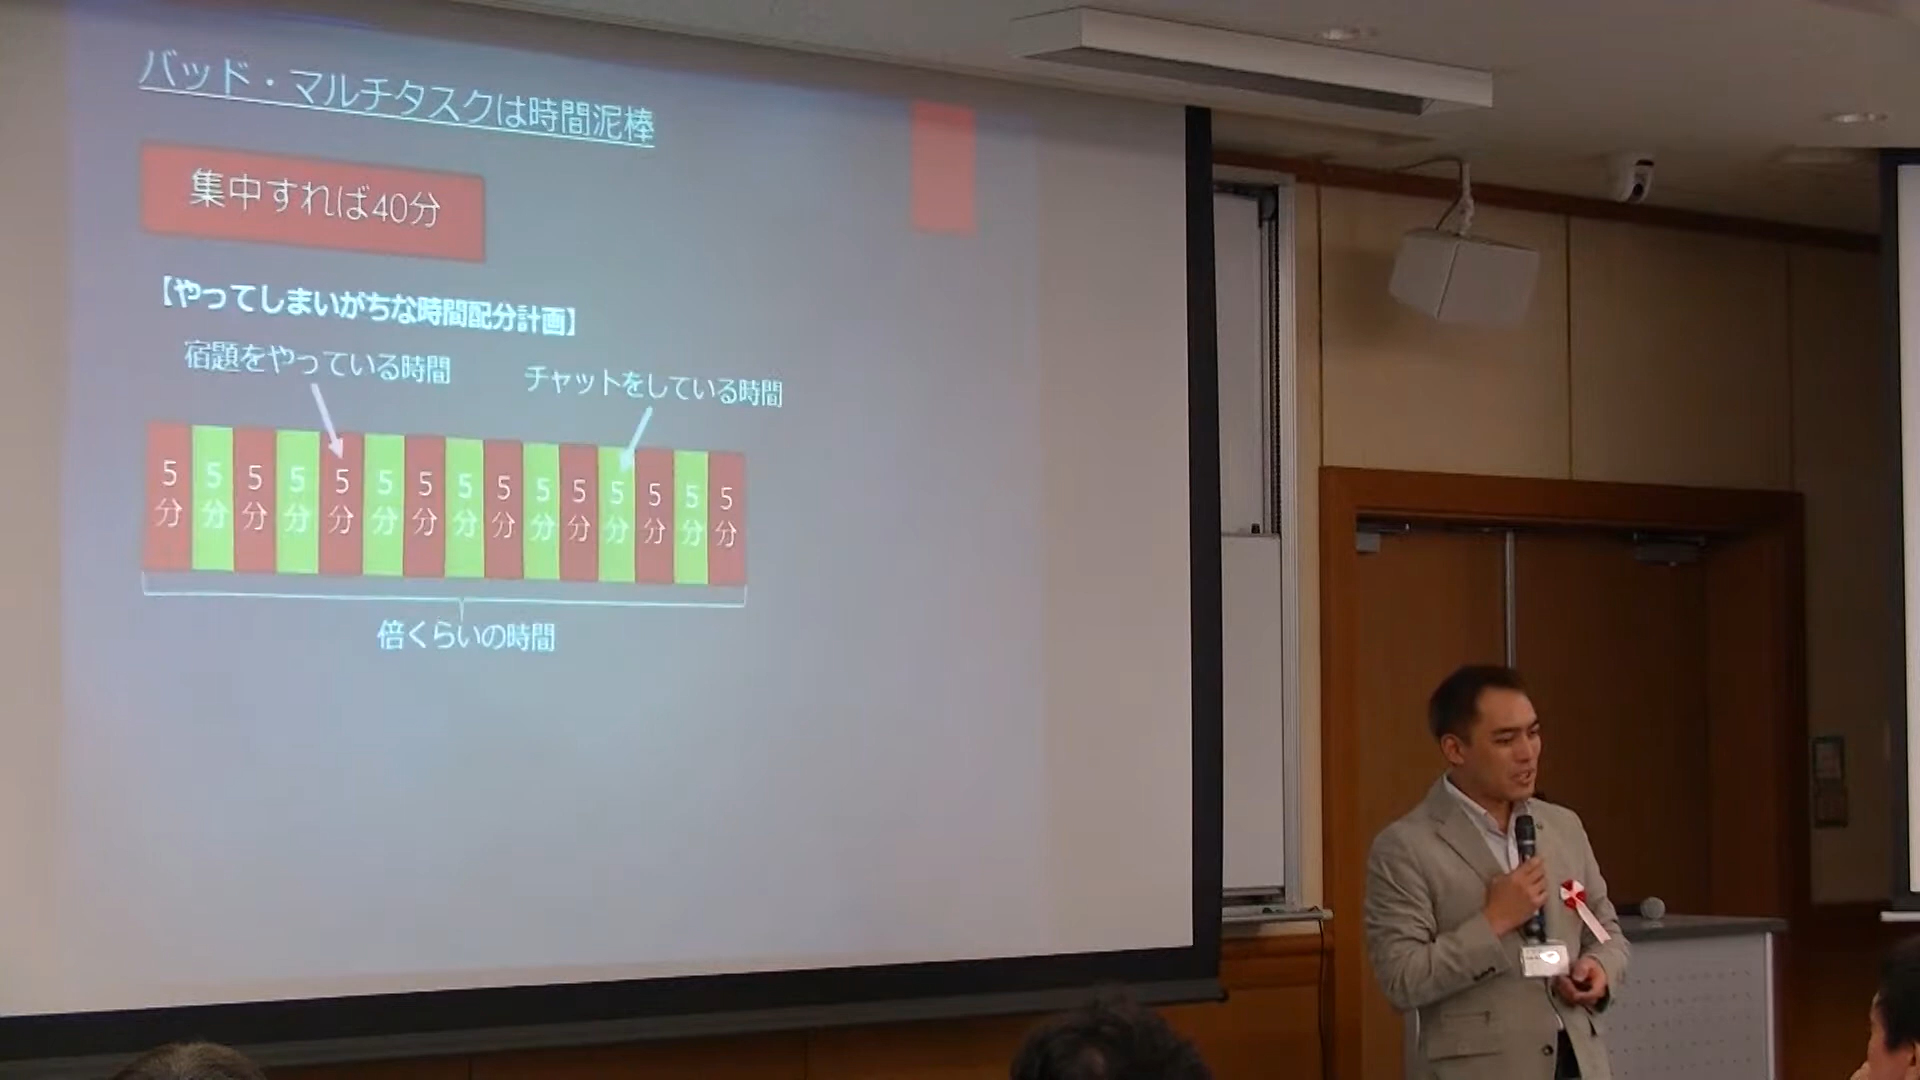 バッド・マルチタスクは時間泥棒
集中すれば40分
【やってしまいがちな時間配分計画】
宿題をやっている時間
チャットをしている時間
5分 5分 5分 5分 5分 5分 5分 5分 5分 5分 5分 5分 5分 5分 5分
倍くらいの時間